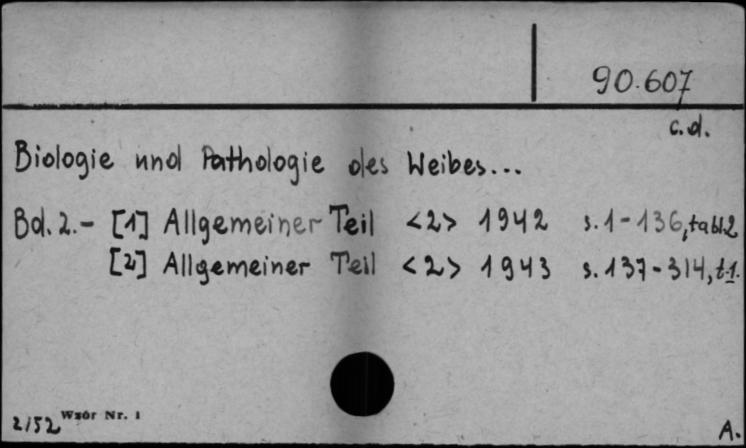 90.607
c.d.
Biologie und Pathologie des Weibes...
Bd. 2.- [1] Allgemeiner Teil <2> 1942 s. 1-136, tabl. 2
[2] Allgemeiner Teil <2> 1943 s. 137-314, t. 1.
2/52 Wzór Nr. 1
A.